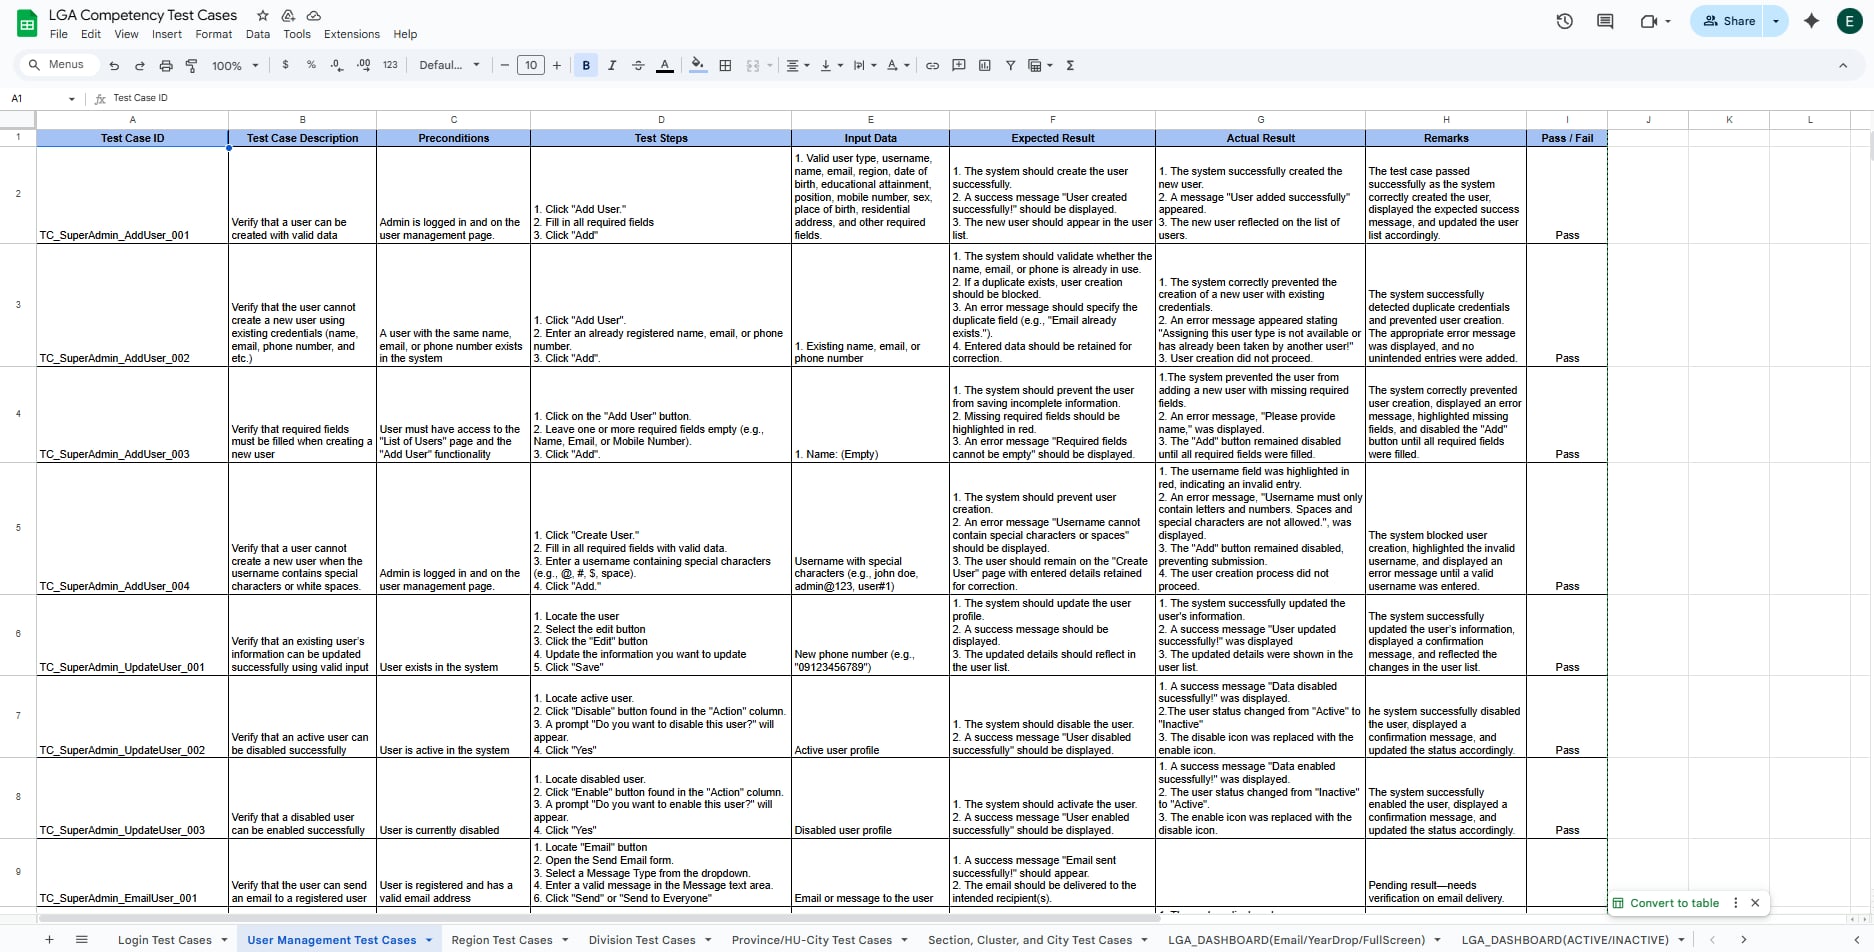 LGA Competency Test Cases
File Edit View Insert Format Data Tools Extensions Help
Share
E
Menus
100%
$ % .0 .00 123
Defaul...
10
B I A
A1
fx Test Case ID
A B C D E F G H I J K L
1
Test Case ID
Test Case Description
Preconditions
Test Steps
Input Data
Expected Result
Actual Result
Remarks
Pass / Fail
2
TC_SuperAdmin_AddUser_001
Verify that a user can be
created with valid data
Admin is logged in and on the
user management page.
1. Click "Add User."
2. Fill in all required fields
3. Click "Add"
1. Valid user type, username,
name, email, region, date of
birth, educational attainment,
position, mobile number, sex,
place of birth, residential
address, and other required
fields.
1. The system should create the user
successfully.
2. A success message "User created
successfully!" should be displayed.
3. The new user should appear in the user
list.
1. The system successfully created the
new user.
2. A message "User added successfully"
appeared.
3. The new user reflected on the list of
users.
The test case passed
successfully as the system
correctly created the user,
displayed the expected success
message, and updated the user
list accordingly.
Pass
3
TC_SuperAdmin_AddUser_002
Verify that the user cannot
create a new user using
existing credentials (name,
email, phone number, and
etc.)
A user with the same name,
email, or phone number exists
in the system
1. Click "Add User".
2. Enter an already registered name, email, or phone
number.
3. Click "Add".
1. Existing name, email, or
phone number
1. The system should validate whether the
name, email, or phone is already in use.
2. If a duplicate exists, user creation
should be blocked.
3. An error message should specify the
duplicate field (e.g., "Email already
exists.").
4. Entered data should be retained for
correction.
1. The system correctly prevented the
creation of a new user with existing
credentials.
2. An error message appeared stating
"Assigning this user type is not available or
has already been taken by another user!"
3. User creation did not proceed.
The system successfully
detected duplicate credentials
and prevented user creation.
The appropriate error message
was displayed, and no
unintended entries were added.
Pass
4
TC_SuperAdmin_AddUser_003
Verify that required fields
must be filled when creating a
new user
User must have access to the
"List of Users" page and the
"Add User" functionality
1. Click on the "Add User" button.
2. Leave one or more required fields empty (e.g.,
Name, Email, or Mobile Number).
3. Click "Add".
1. Name: (Empty)
1. The system should prevent the user
from saving incomplete information.
2. Missing required fields should be
highlighted in red.
3. An error message "Required fields
cannot be empty" should be displayed.
1.The system prevented the user from
adding a new user with missing required
fields.
2. An error message, "Please provide
name," was displayed.
3. The "Add" button remained disabled
until all required fields were filled.
The system correctly prevented
user creation, displayed an error
message, highlighted missing
fields, and disabled the "Add"
button until all required fields
were filled.
Pass
5
TC_SuperAdmin_AddUser_004
Verify that a user cannot
create a new user when the
username contains special
characters or white spaces.
Admin is logged in and on the
user management page.
1. Click "Create User."
2. Fill in all required fields with valid data.
3. Enter a username containing special characters
(e.g., @, #, $, space).
4. Click "Add."
Username with special
characters (e.g., john doe,
admin@123, user#1)
1. The system should prevent user
creation.
2. An error message "Username cannot
contain special characters or spaces"
should be displayed.
3. The user should remain on the "Create
User" page with entered details retained
for correction.
1. The username field was highlighted in
red, indicating an invalid entry.
2. An error message, "Username must only
contain letters and numbers. Spaces and
special characters are not allowed.", was
displayed.
3. The "Add" button remained disabled,
preventing submission.
4. The user creation process did not
proceed.
The system blocked user
creation, highlighted the invalid
username, and displayed an
error message until a valid
username was entered.
Pass
6
TC_SuperAdmin_UpdateUser_001
Verify that an existing user's
information can be updated
successfully using valid input
User exists in the system
1. Locate the user
2. Select the edit button
3. Click the "Edit" button
4. Update the information you want to update
5. Click "Save"
New phone number (e.g.,
"09123456789")
1. The system should update the user
profile.
2. A success message should be
displayed.
3. The updated details should reflect in
the user list.
1. The system successfully updated the
user's information.
2. A success message "User updated
successfully!" was displayed
3. The updated details were shown in the
user list.
The system successfully
updated the user's information,
displayed a confirmation
message, and reflected the
changes in the user list.
Pass
7
TC_SuperAdmin_UpdateUser_002
Verify that an active user can
be disabled successfully
User is active in the system
1. Locate active user.
2. Click "Disable" button found in the "Action" column.
3. A prompt "Do you want to disable this user?" will
appear.
4. Click "Yes"
Active user profile
1. The system should disable the user.
2. A success message "User disabled
successfully" should be displayed.
1. A success message "Data disabled
sucessfully!" was displayed.
2.The user status changed from "Active" to
"Inactive"
3. The disable icon was replaced with the
enable icon.
he system successfully disabled
the user, displayed a
confirmation message, and
updated the status accordingly.
Pass
8
TC_SuperAdmin_UpdateUser_003
Verify that a disabled user
can be enabled successfully
User is currently disabled
1. Locate disabled user.
2. Click "Enable" button found in the "Action" column.
3. A prompt "Do you want to enable this user?" will
appear.
4. Click "Yes"
Disabled user profile
1. The system should activate the user.
2. A success message "User enabled
successfully" should be displayed.
1. A success message "Data enabled
sucessfully!" was displayed.
2. The user status changed from "Inactive"
to "Active".
3. The enable icon was replaced with the
disable icon.
The system successfully
enabled the user, displayed a
confirmation message, and
updated the status accordingly.
Pass
9
TC_SuperAdmin_EmailUser_001
Verify that the user can send
an email to a registered user
User is registered and has a
valid email address
1. Locate "Email" button
2. Open the Send Email form.
3. Select a Message Type from the dropdown.
4. Enter a valid message in the Message text area.
6. Click "Send" or "Send to Everyone"
Email or message to the user
1. A success message "Email sent
successfully!" should appear.
2. The email should be delivered to the
intended recipient(s).
Pending result—needs
verification on email delivery.
Convert to table
Login Test Cases
User Management Test Cases
Region Test Cases
Division Test Cases
Province/HU-City Test Cases
Section, Cluster, and City Test Cases
LGA_DASHBOARD(Email/YearDrop/FullScreen)
LGA_DASHBOARD(ACTIVE/INACTIVE)